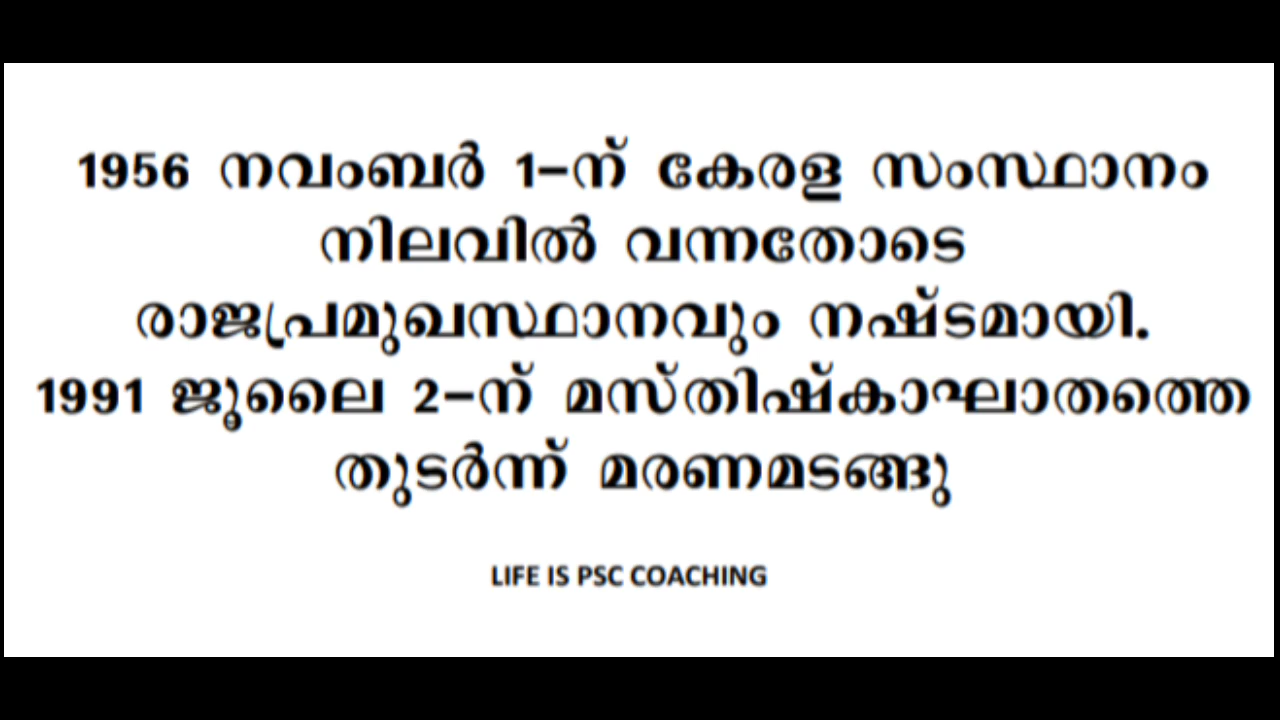 1956 നവംബർ 1-ന് കേരള സംസ്ഥാനം
നിലവിൽ വന്നതോടെ
രാജപ്രമുഖസ്ഥാനവും നഷ്ടമായി.
1991 ജൂലൈ 2-ന് മസ്തിഷ്കാഘാതത്തെ
തുടർന്ന് മരണമടങ്ങു
LIFE IS PSC COACHING